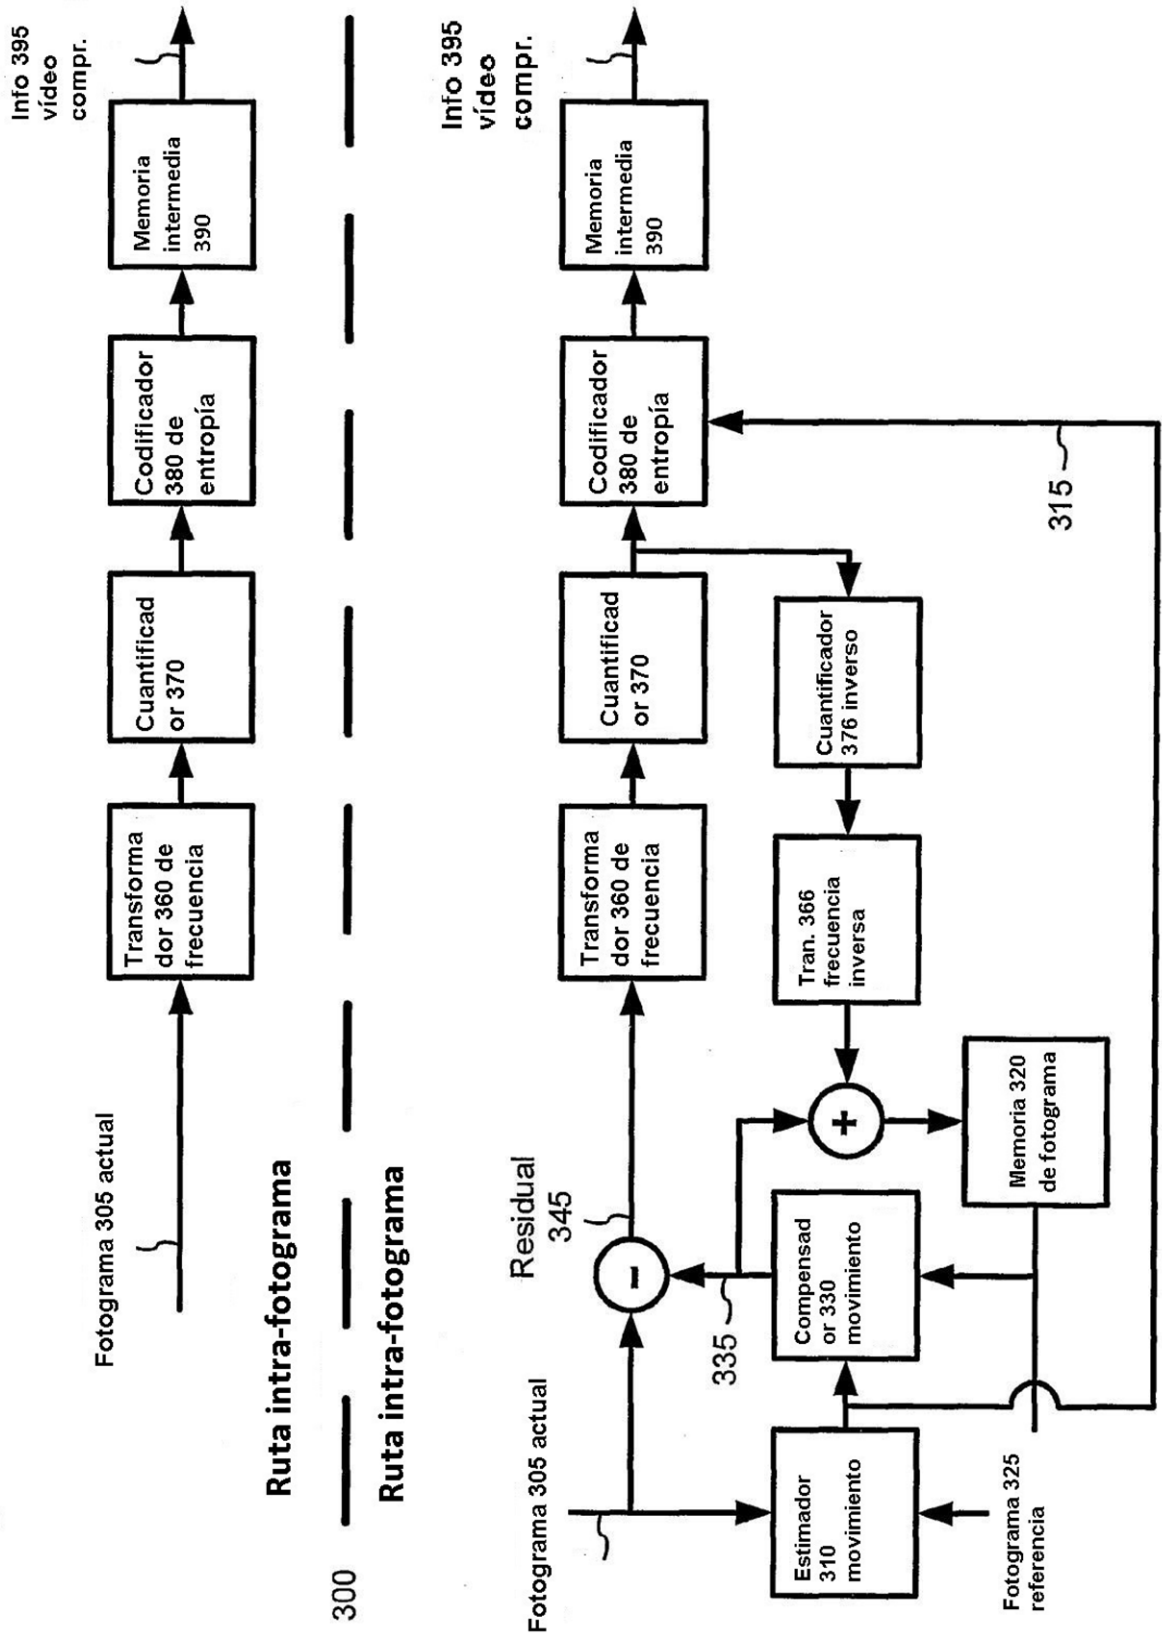 Fotograma 305 actual
Transforma
dor 360 de
frecuencia
Cuantificad
or 370
Codificador
380 de
entropía
Memoria
intermedia
390
Info 395
vídeo
compr.
Ruta intra-fotograma
300
Ruta intra-fotograma
Fotograma 305 actual
Residual
345
Transforma
dor 360 de
frecuencia
Cuantificad
or 370
Codificador
380 de
entropía
Memoria
intermedia
390
Info 395
vídeo
compr.
-
335
+
Estimador
310
movimiento
Compensad
or 330
movimiento
Tran. 366
frecuencia
inversa
Cuantificador
376 inverso
Fotograma 325
referencia
Memoria 320
de fotograma
315